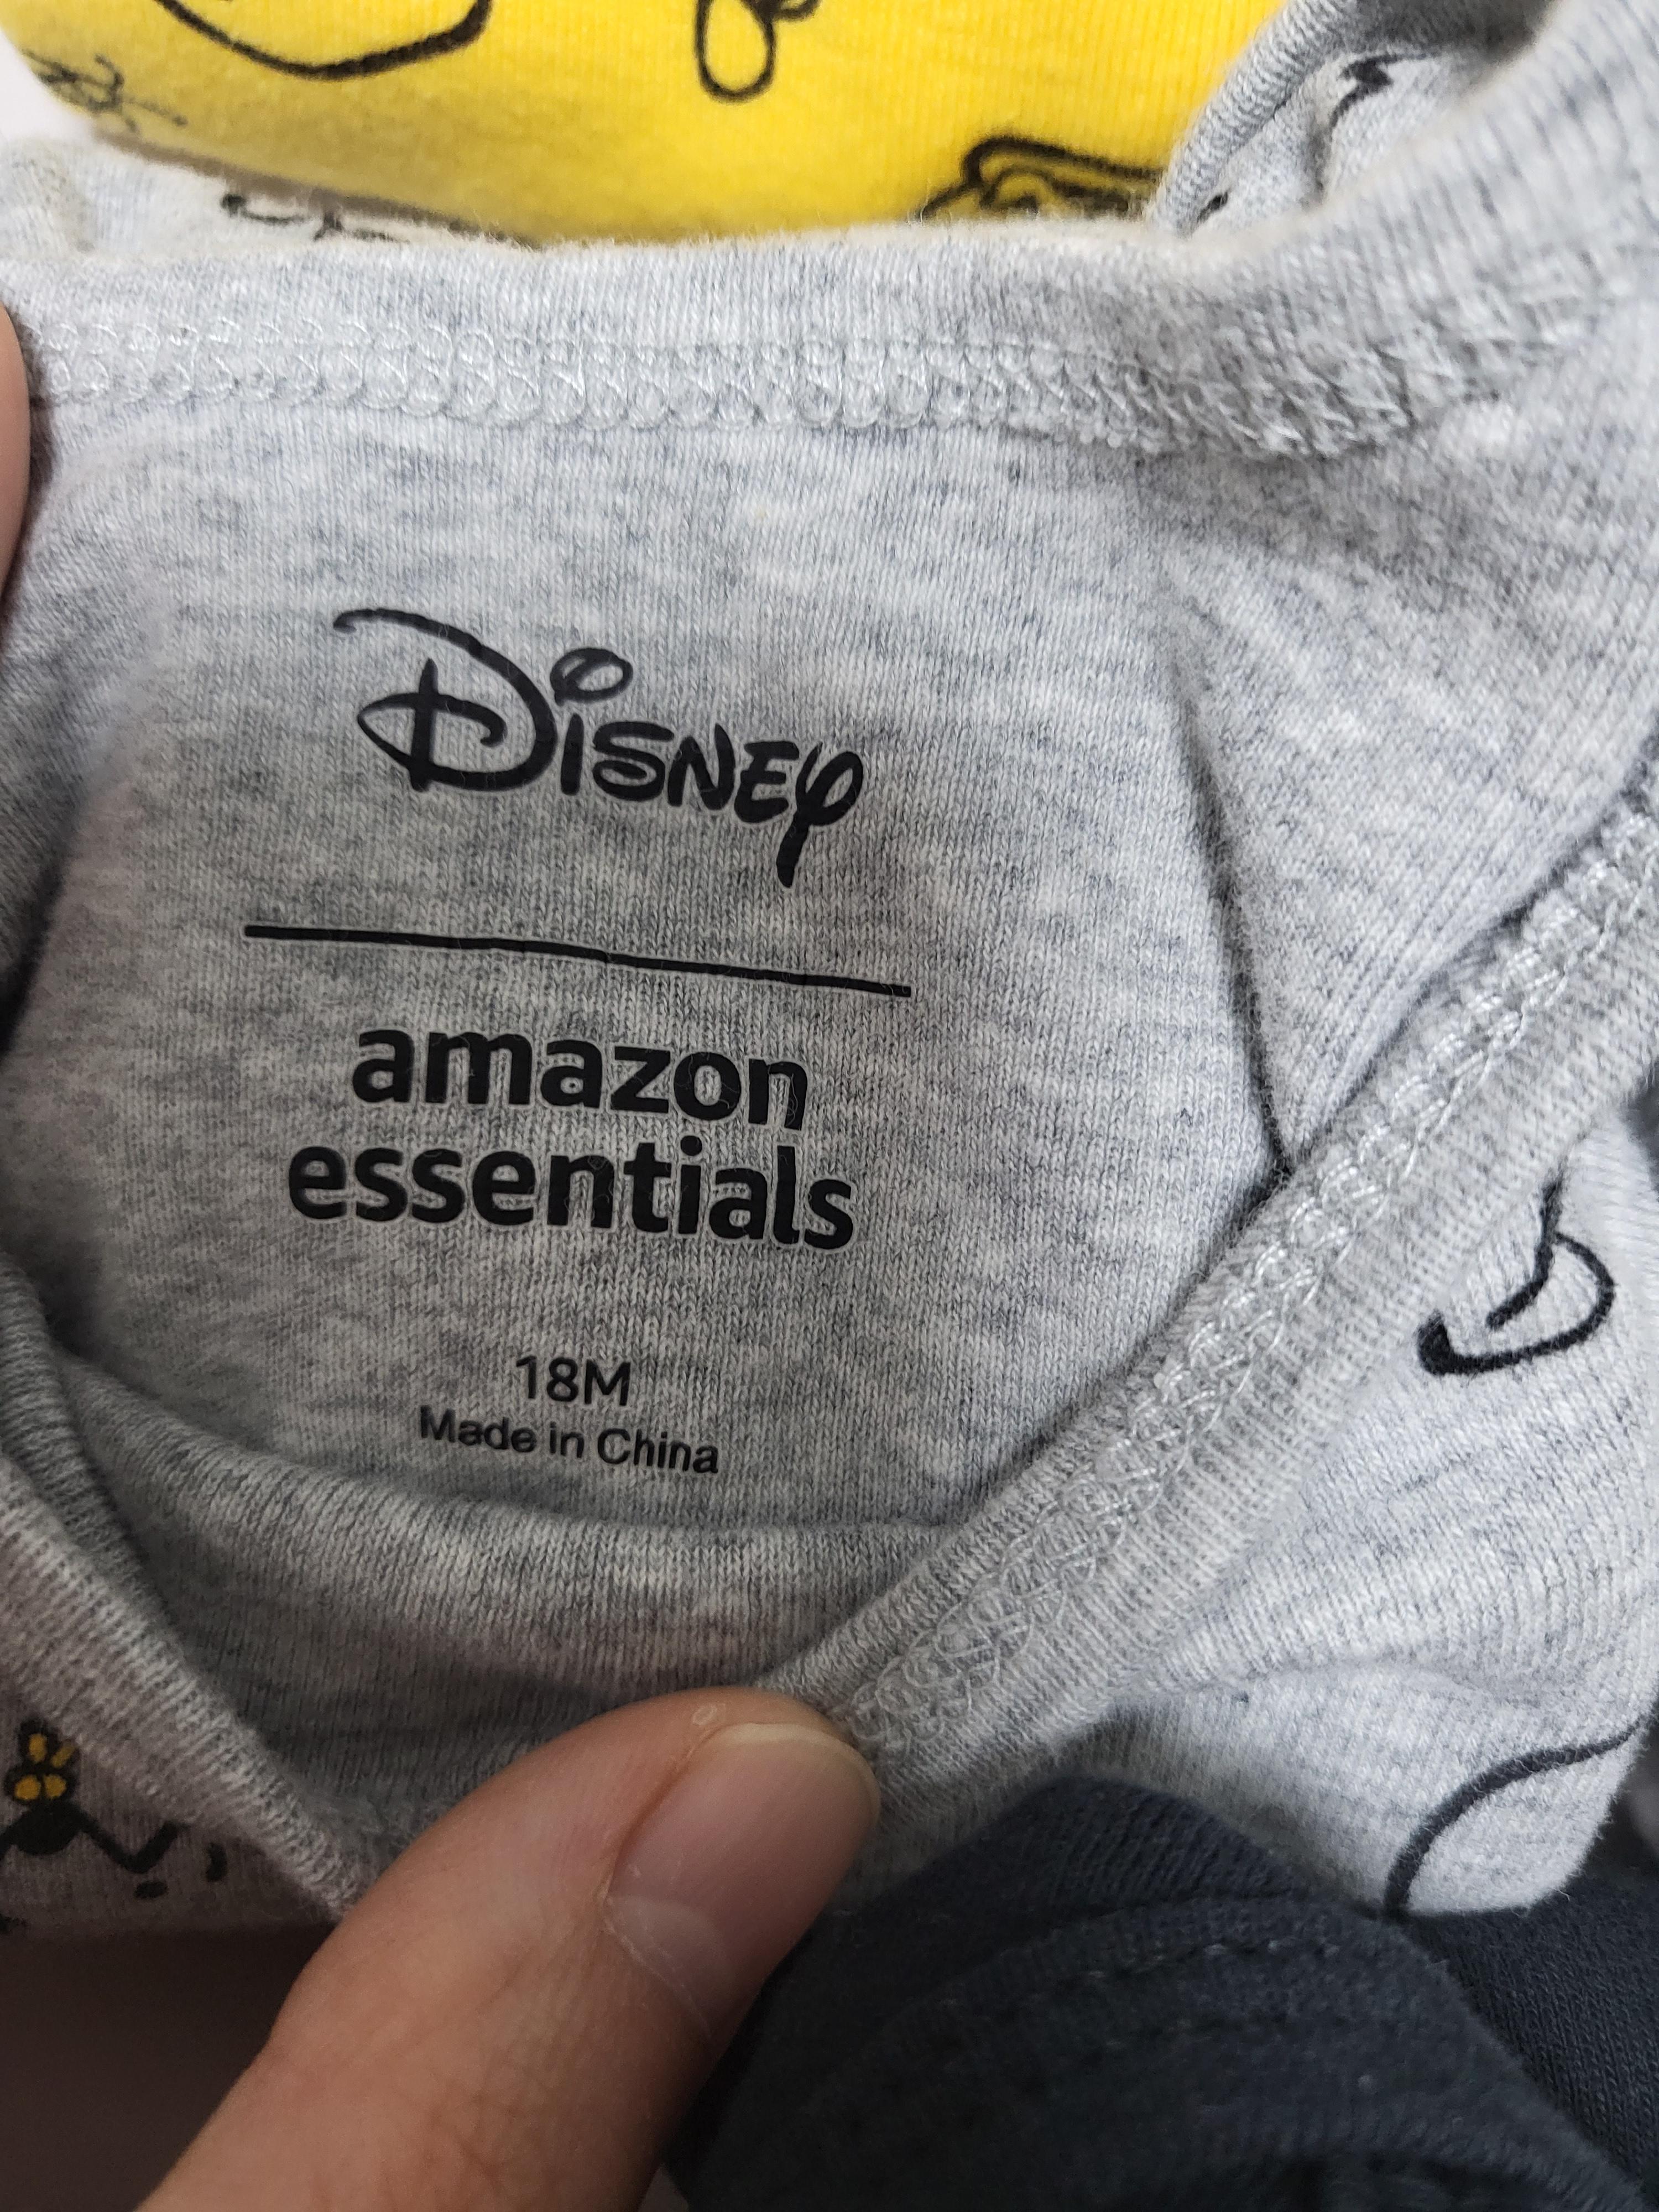 Disney
amazon
essentials
18M
Made in China